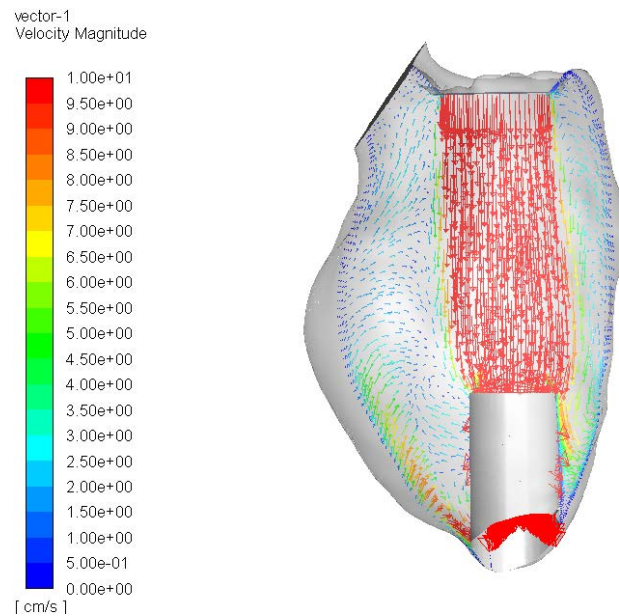 vector-1
Velocity Magnitude
1.00e+01
9.50e+00
9.00e+00
8.50e+00
8.00e+00
7.50e+00
7.00e+00
6.50e+00
6.00e+00
5.50e+00
5.00e+00
4.50e+00
4.00e+00
3.50e+00
3.00e+00
2.50e+00
2.00e+00
1.50e+00
1.00e+00
5.00e-01
0.00e+00
[ cm/s ]